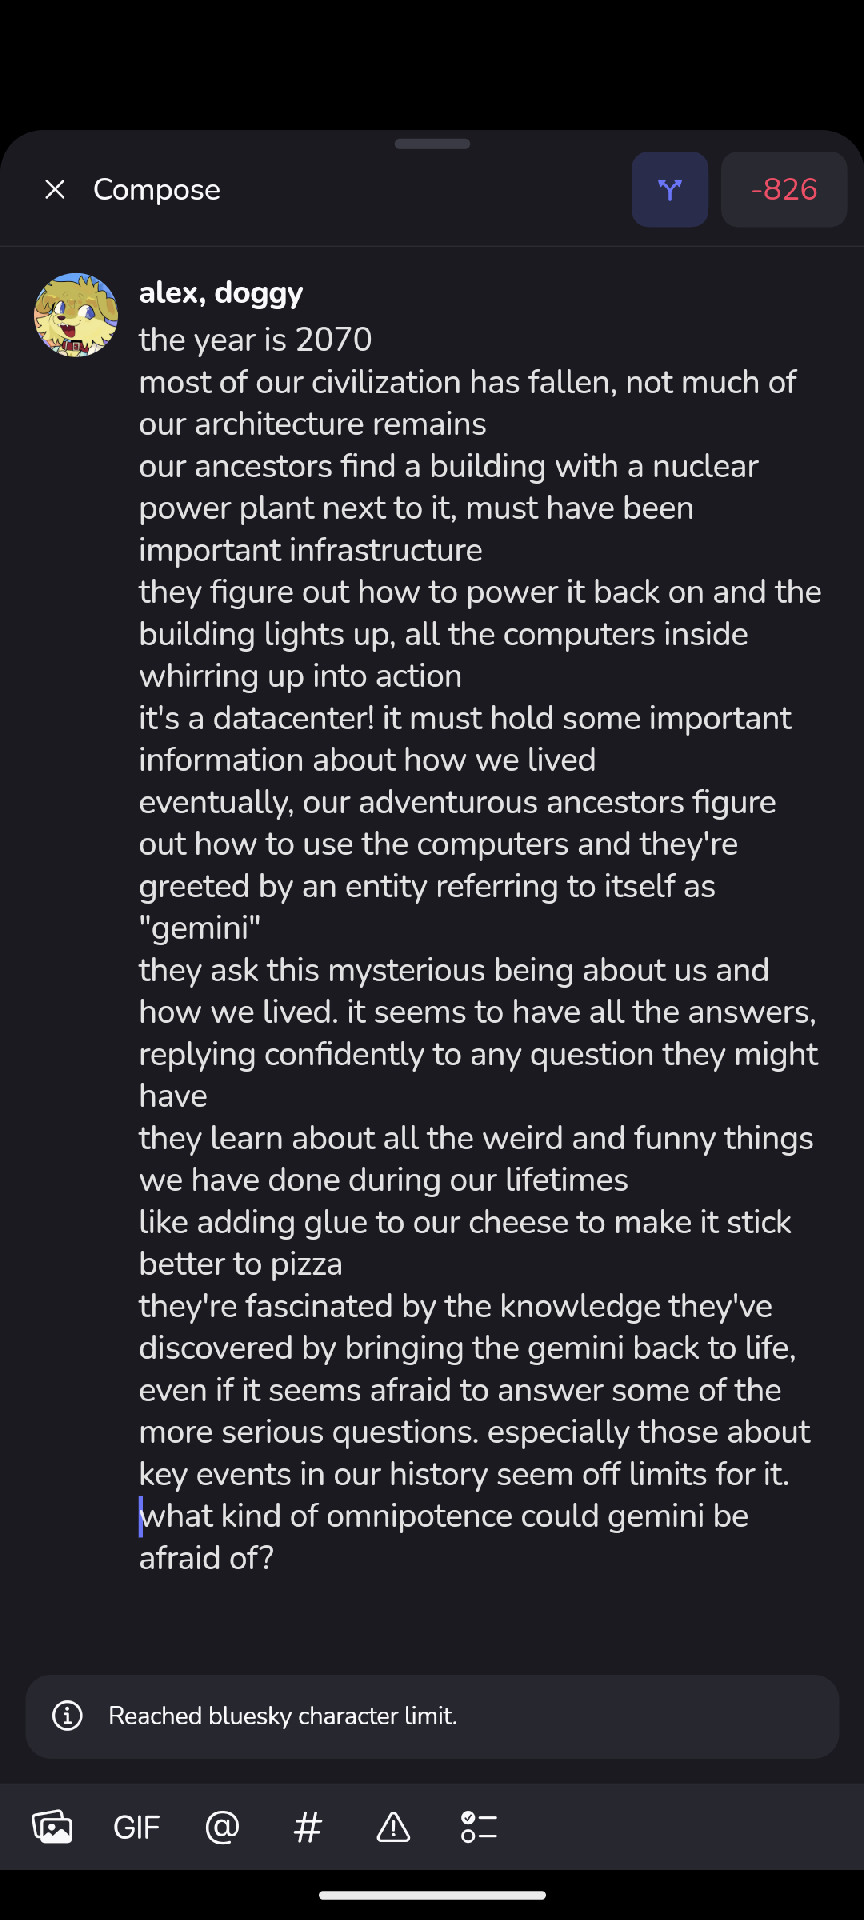 Compose
-826
alex, doggy
the year is 2070
most of our civilization has fallen, not much of
our architecture remains
our ancestors find a building with a nuclear
power plant next to it, must have been
important infrastructure
they figure out how to power it back on and the
building lights up, all the computers inside
whirring up into action
it's a datacenter! it must hold some important
information about how we lived
eventually, our adventurous ancestors figure
out how to use the computers and they're
greeted by an entity referring to itself as
"gemini"
they ask this mysterious being about us and
how we lived. it seems to have all the answers,
replying confidently to any question they might
have
they learn about all the weird and funny things
we have done during our lifetimes
like adding glue to our cheese to make it stick
better to pizza
they're fascinated by the knowledge they've
discovered by bringing the gemini back to life,
even if it seems afraid to answer some of the
more serious questions. especially those about
key events in our history seem off limits for it.
what kind of omnipotence could gemini be
afraid of?
Reached bluesky character limit.
GIF @ #